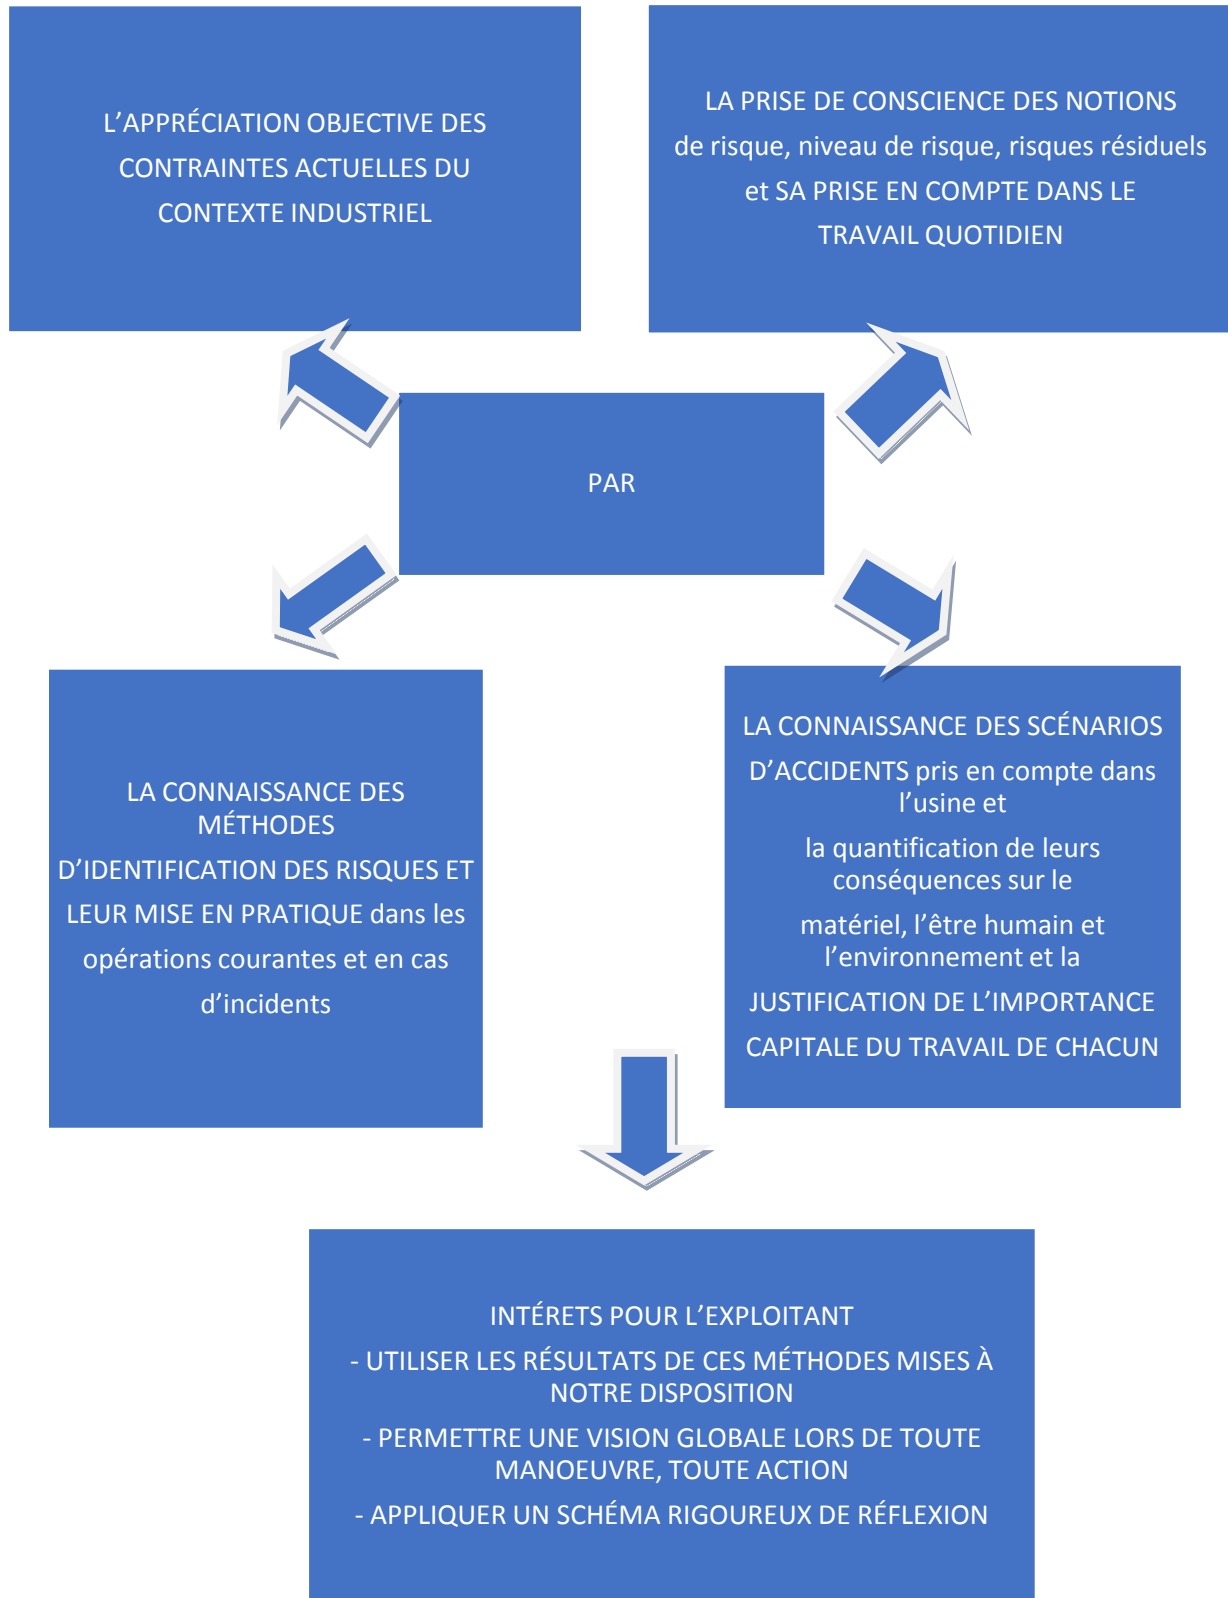 L’APPRÉCIATION OBJECTIVE DES
CONTRAINTES ACTUELLES DU
CONTEXTE INDUSTRIEL
LA PRISE DE CONSCIENCE DES NOTIONS
de risque, niveau de risque, risques résiduels
et SA PRISE EN COMPTE DANS LE
TRAVAIL QUOTIDIEN
PAR
LA CONNAISSANCE DES
MÉTHODES
D’IDENTIFICATION DES RISQUES ET
LEUR MISE EN PRATIQUE dans les
opérations courantes et en cas
d’incidents
LA CONNAISSANCE DES SCÉNARIOS
D’ACCIDENTS pris en compte dans
l’usine et
la quantification de leurs
conséquences sur le
matériel, l’être humain et
l’environnement et la
JUSTIFICATION DE L’IMPORTANCE
CAPITALE DU TRAVAIL DE CHACUN
INTÉRETS POUR L’EXPLOITANT
- UTILISER LES RÉSULTATS DE CES MÉTHODES MISES À
NOTRE DISPOSITION
- PERMETTRE UNE VISION GLOBALE LORS DE TOUTE
MANOEUVRE, TOUTE ACTION
- APPLIQUER UN SCHÉMA RIGOUREUX DE RÉFLEXION